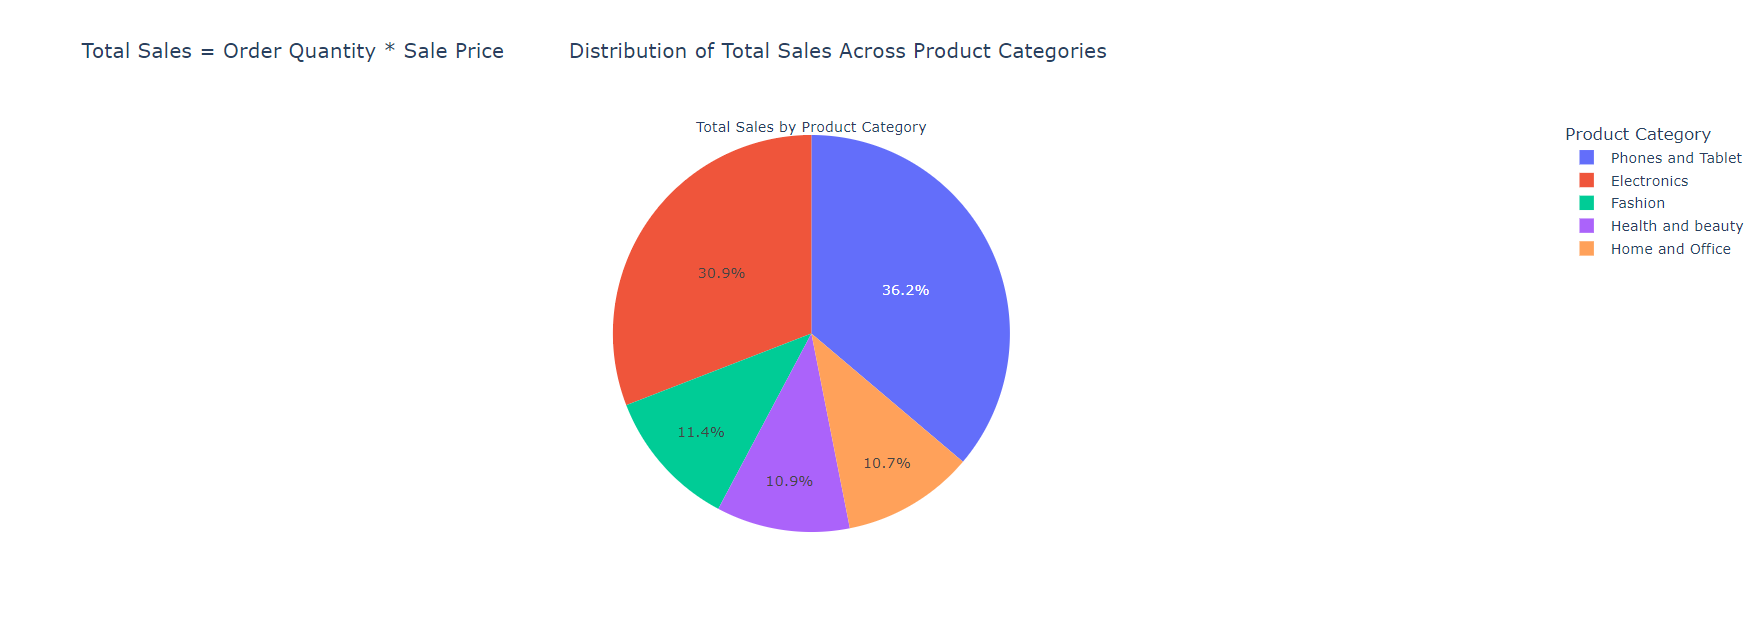 Total Sales = Order Quantity * Sale Price
Distribution of Total Sales Across Product Categories
Total Sales by Product Category
30.9%
36.2%
11.4%
10.9%
10.7%
Product Category
Phones and Tablet
Electronics
Fashion
Health and beauty
Home and Office